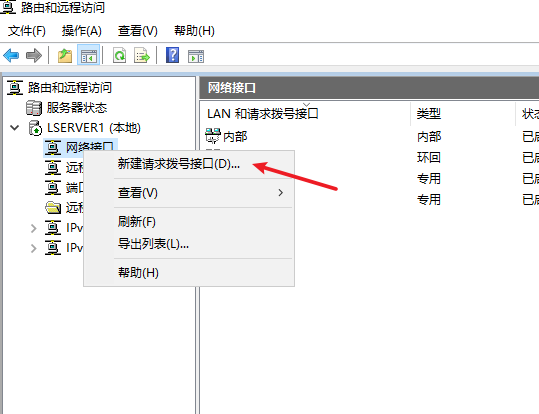 路由和远程访问
文件(F) 操作(A) 查看(V) 帮助(H)
路由和远程访问
服务器状态
LSERVER1 (本地)
网络接口
远程
端口
远程
IPv
IPv
新建请求拨号接口(D)...
查看(V)
刷新(F)
导出列表(L)...
帮助(H)
网络接口
LAN 和请求拨号接口 类型 状态
内部 内部 已启
环回 已启
专用 已启
专用 已启